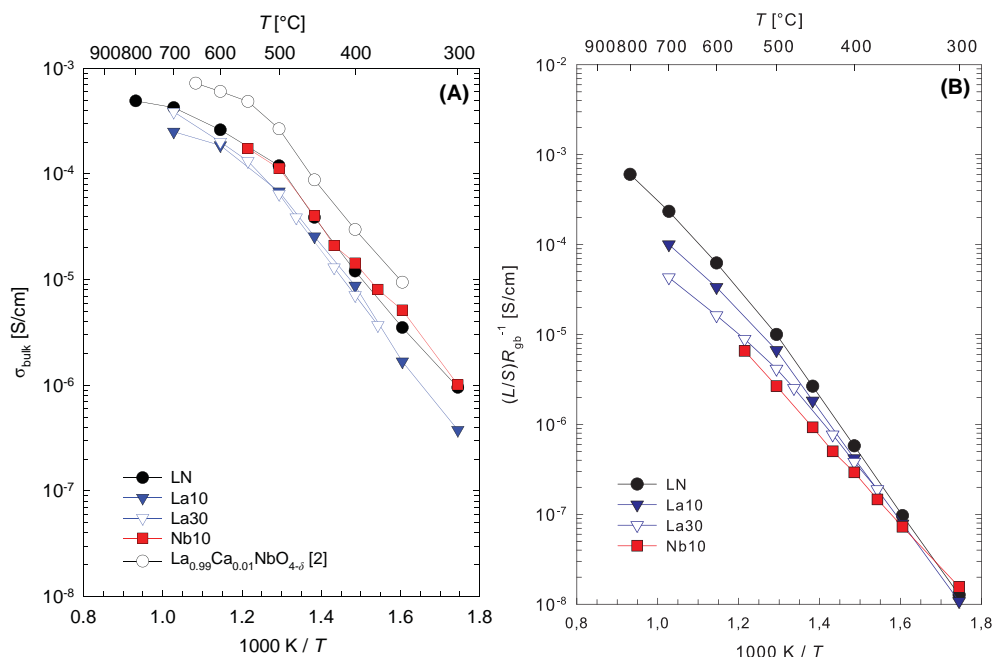 T [°C]
900 800 700 600 500 400 300
10⁻³
10⁻⁴
10⁻⁵
10⁻⁶
10⁻⁷
10⁻⁸
σbulk [S/cm]
(A)
LN
La10
La30
Nb10
La0.99Ca0.01NbO4-δ [2]
0.8 1.0 1.2 1.4 1.6 1.8
1000 K / T
T [°C]
900 800 700 600 500 400 300
10⁻²
10⁻³
10⁻⁴
10⁻⁵
10⁻⁶
10⁻⁷
10⁻⁸
(L/S)Rgb⁻¹ [S/cm]
(B)
LN
La10
La30
Nb10
0,8 1,0 1,2 1,4 1,6 1,8
1000 K / T